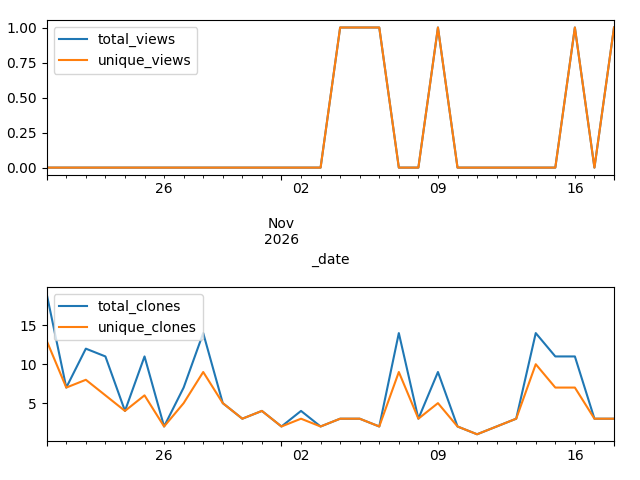 1.00
0.75
0.50
0.25
0.00
total_views
unique_views
26
02
09
16
Nov
2026
_date
15
10
5
total_clones
unique_clones
26
02
09
16